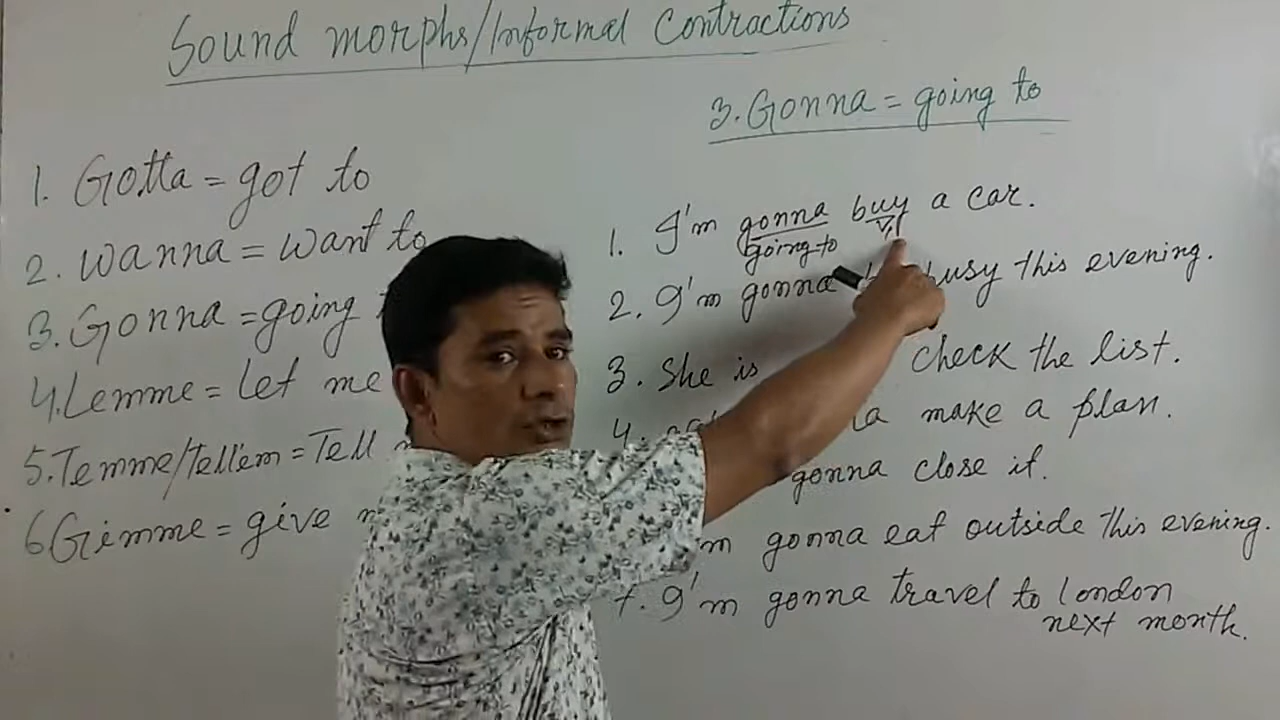 Sound morphs/Informal Contractions
1. Gotta = got to
2. Wanna = want to
3. Gonna = going
4. Lemme = let me
5. Temme/Tell'em = Tell
6 Gimme = give
3. Gonna = going to
1. I'm gonna buy a car.
going to V1
2. I'm gonna busy this evening.
3. She is check the list.
4. make a plan.
gonna close it.
'm gonna eat outside this evening.
7. I'm gonna travel to london
next month.